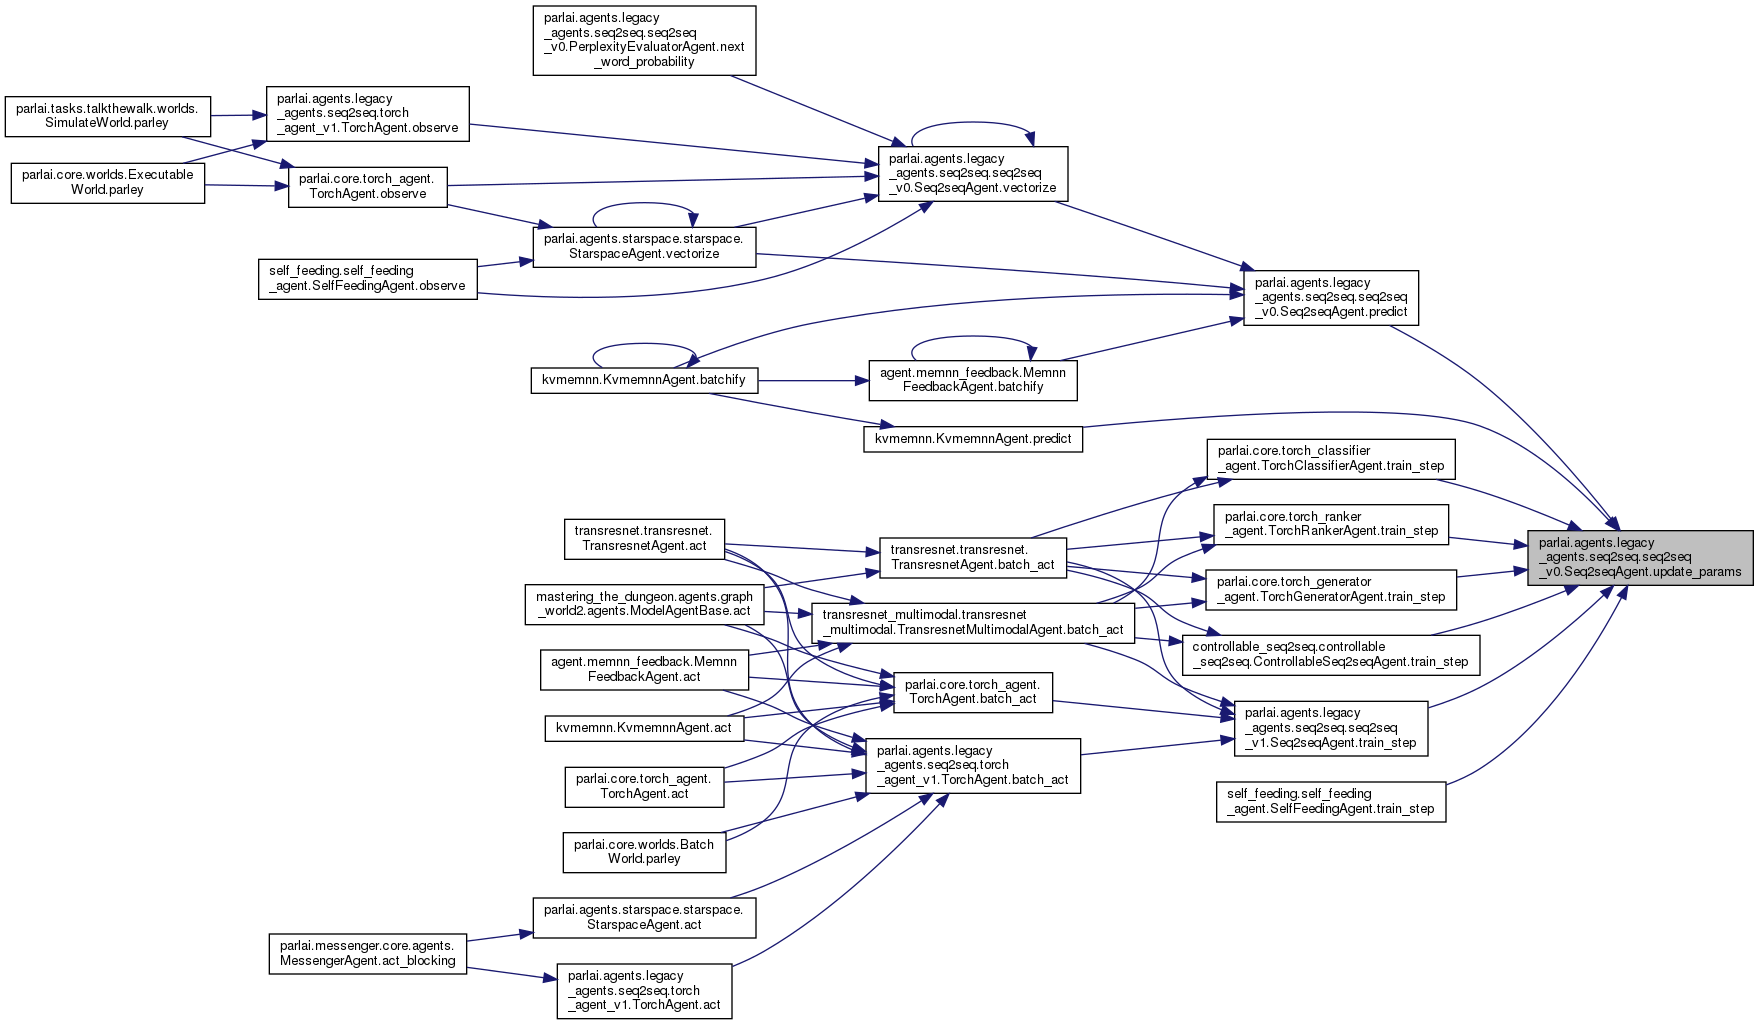 parlai.agents.legacy
_agents.seq2seq.seq2seq
_v0.PerplexityEvaluatorAgent.next
_word_probability
parlai.tasks.talkthewalk.worlds.
SimulateWorld.parley
parlai.agents.legacy
_agents.seq2seq.torch
_agent_v1.TorchAgent.observe
parlai.core.worlds.Executable
World.parley
parlai.core.torch_agent.
TorchAgent.observe
parlai.agents.legacy
_agents.seq2seq.seq2seq
_v0.Seq2seqAgent.vectorize
parlai.agents.starspace.starspace.
StarspaceAgent.vectorize
self_feeding.self_feeding
_agent.SelfFeedingAgent.observe
parlai.agents.legacy
_agents.seq2seq.seq2seq
_v0.Seq2seqAgent.predict
kvmemnn.KvmemnnAgent.batchify
agent.memnn_feedback.Memnn
FeedbackAgent.batchify
kvmemnn.KvmemnnAgent.predict
parlai.core.torch_classifier
_agent.TorchClassifierAgent.train_step
parlai.core.torch_ranker
_agent.TorchRankerAgent.train_step
transresnet.transresnet.
TransresnetAgent.act
transresnet.transresnet.
TransresnetAgent.batch_act
parlai.agents.legacy
_agents.seq2seq.seq2seq
_v0.Seq2seqAgent.update_params
parlai.core.torch_generator
_agent.TorchGeneratorAgent.train_step
mastering_the_dungeon.agents.graph
_world2.agents.ModelAgentBase.act
transresnet_multimodal.transresnet
_multimodal.TransresnetMultimodalAgent.batch_act
controllable_seq2seq.controllable
_seq2seq.ControllableSeq2seqAgent.train_step
agent.memnn_feedback.Memnn
FeedbackAgent.act
parlai.core.torch_agent.
TorchAgent.batch_act
kvmemnn.KvmemnnAgent.act
parlai.agents.legacy
_agents.seq2seq.seq2seq
_v1.Seq2seqAgent.train_step
parlai.agents.legacy
_agents.seq2seq.torch
_agent_v1.TorchAgent.batch_act
parlai.core.torch_agent.
TorchAgent.act
self_feeding.self_feeding
_agent.SelfFeedingAgent.train_step
parlai.core.worlds.Batch
World.parley
parlai.agents.starspace.starspace.
StarspaceAgent.act
parlai.messenger.core.agents.
MessengerAgent.act_blocking
parlai.agents.legacy
_agents.seq2seq.torch
_agent_v1.TorchAgent.act